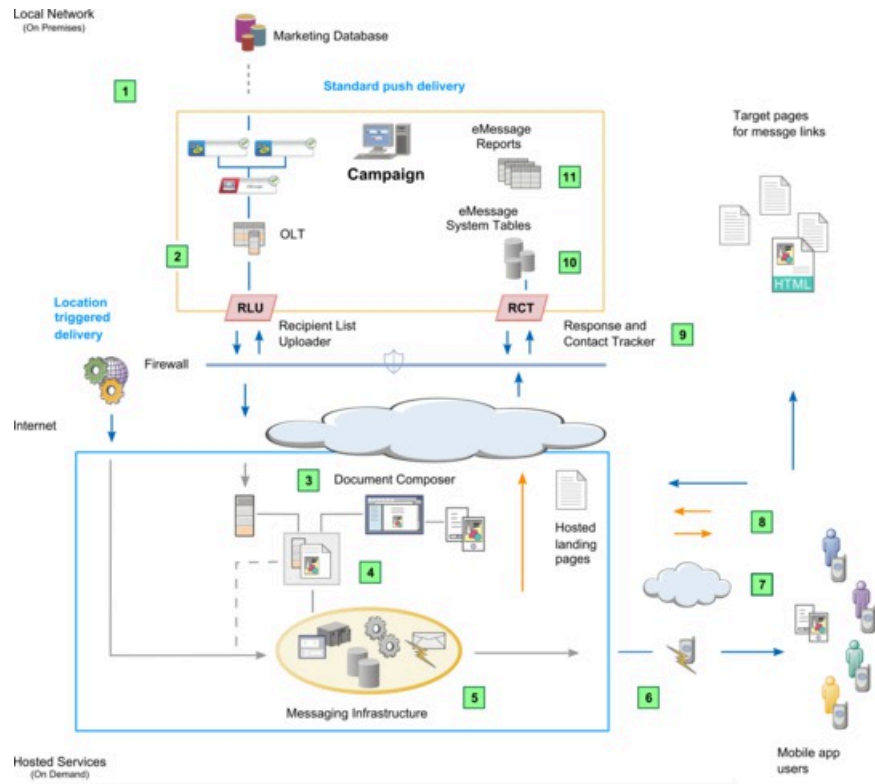 Local Network
(On Premises)
Marketing Database
1
Standard push delivery
Target pages
for messge links
eMessage
Reports
Campaign
11
eMessage
System Tables
OLT
2
10
HTML
Location
triggered
delivery
RLU
RCT
Recipient List
Uploader
Response and
Contact Tracker
9
Firewall
Internet
3
Document Composer
Hosted
landing
pages
8
4
7
5
6
Messaging Infrastructure
Mobile app
users
Hosted Services
(On Demand)